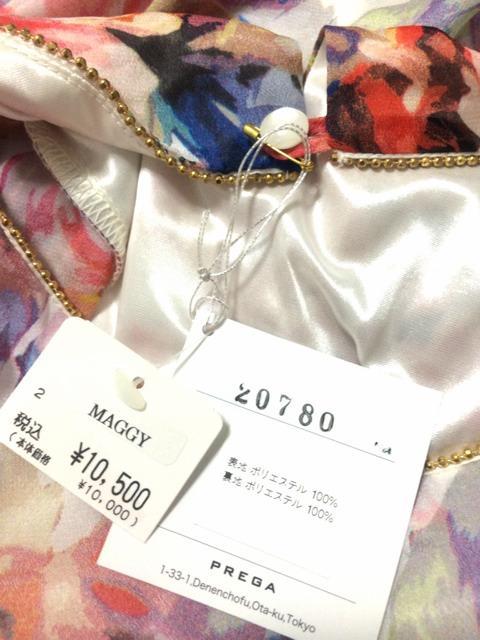 2
MAGGY
税込 ¥10,500
(本体価格 ¥10,000)
20780
表地 ポリエステル 100%
裏地 ポリエステル 100%
PREGA
1-33-1,Denenchofu,Ota-ku,Tokyo